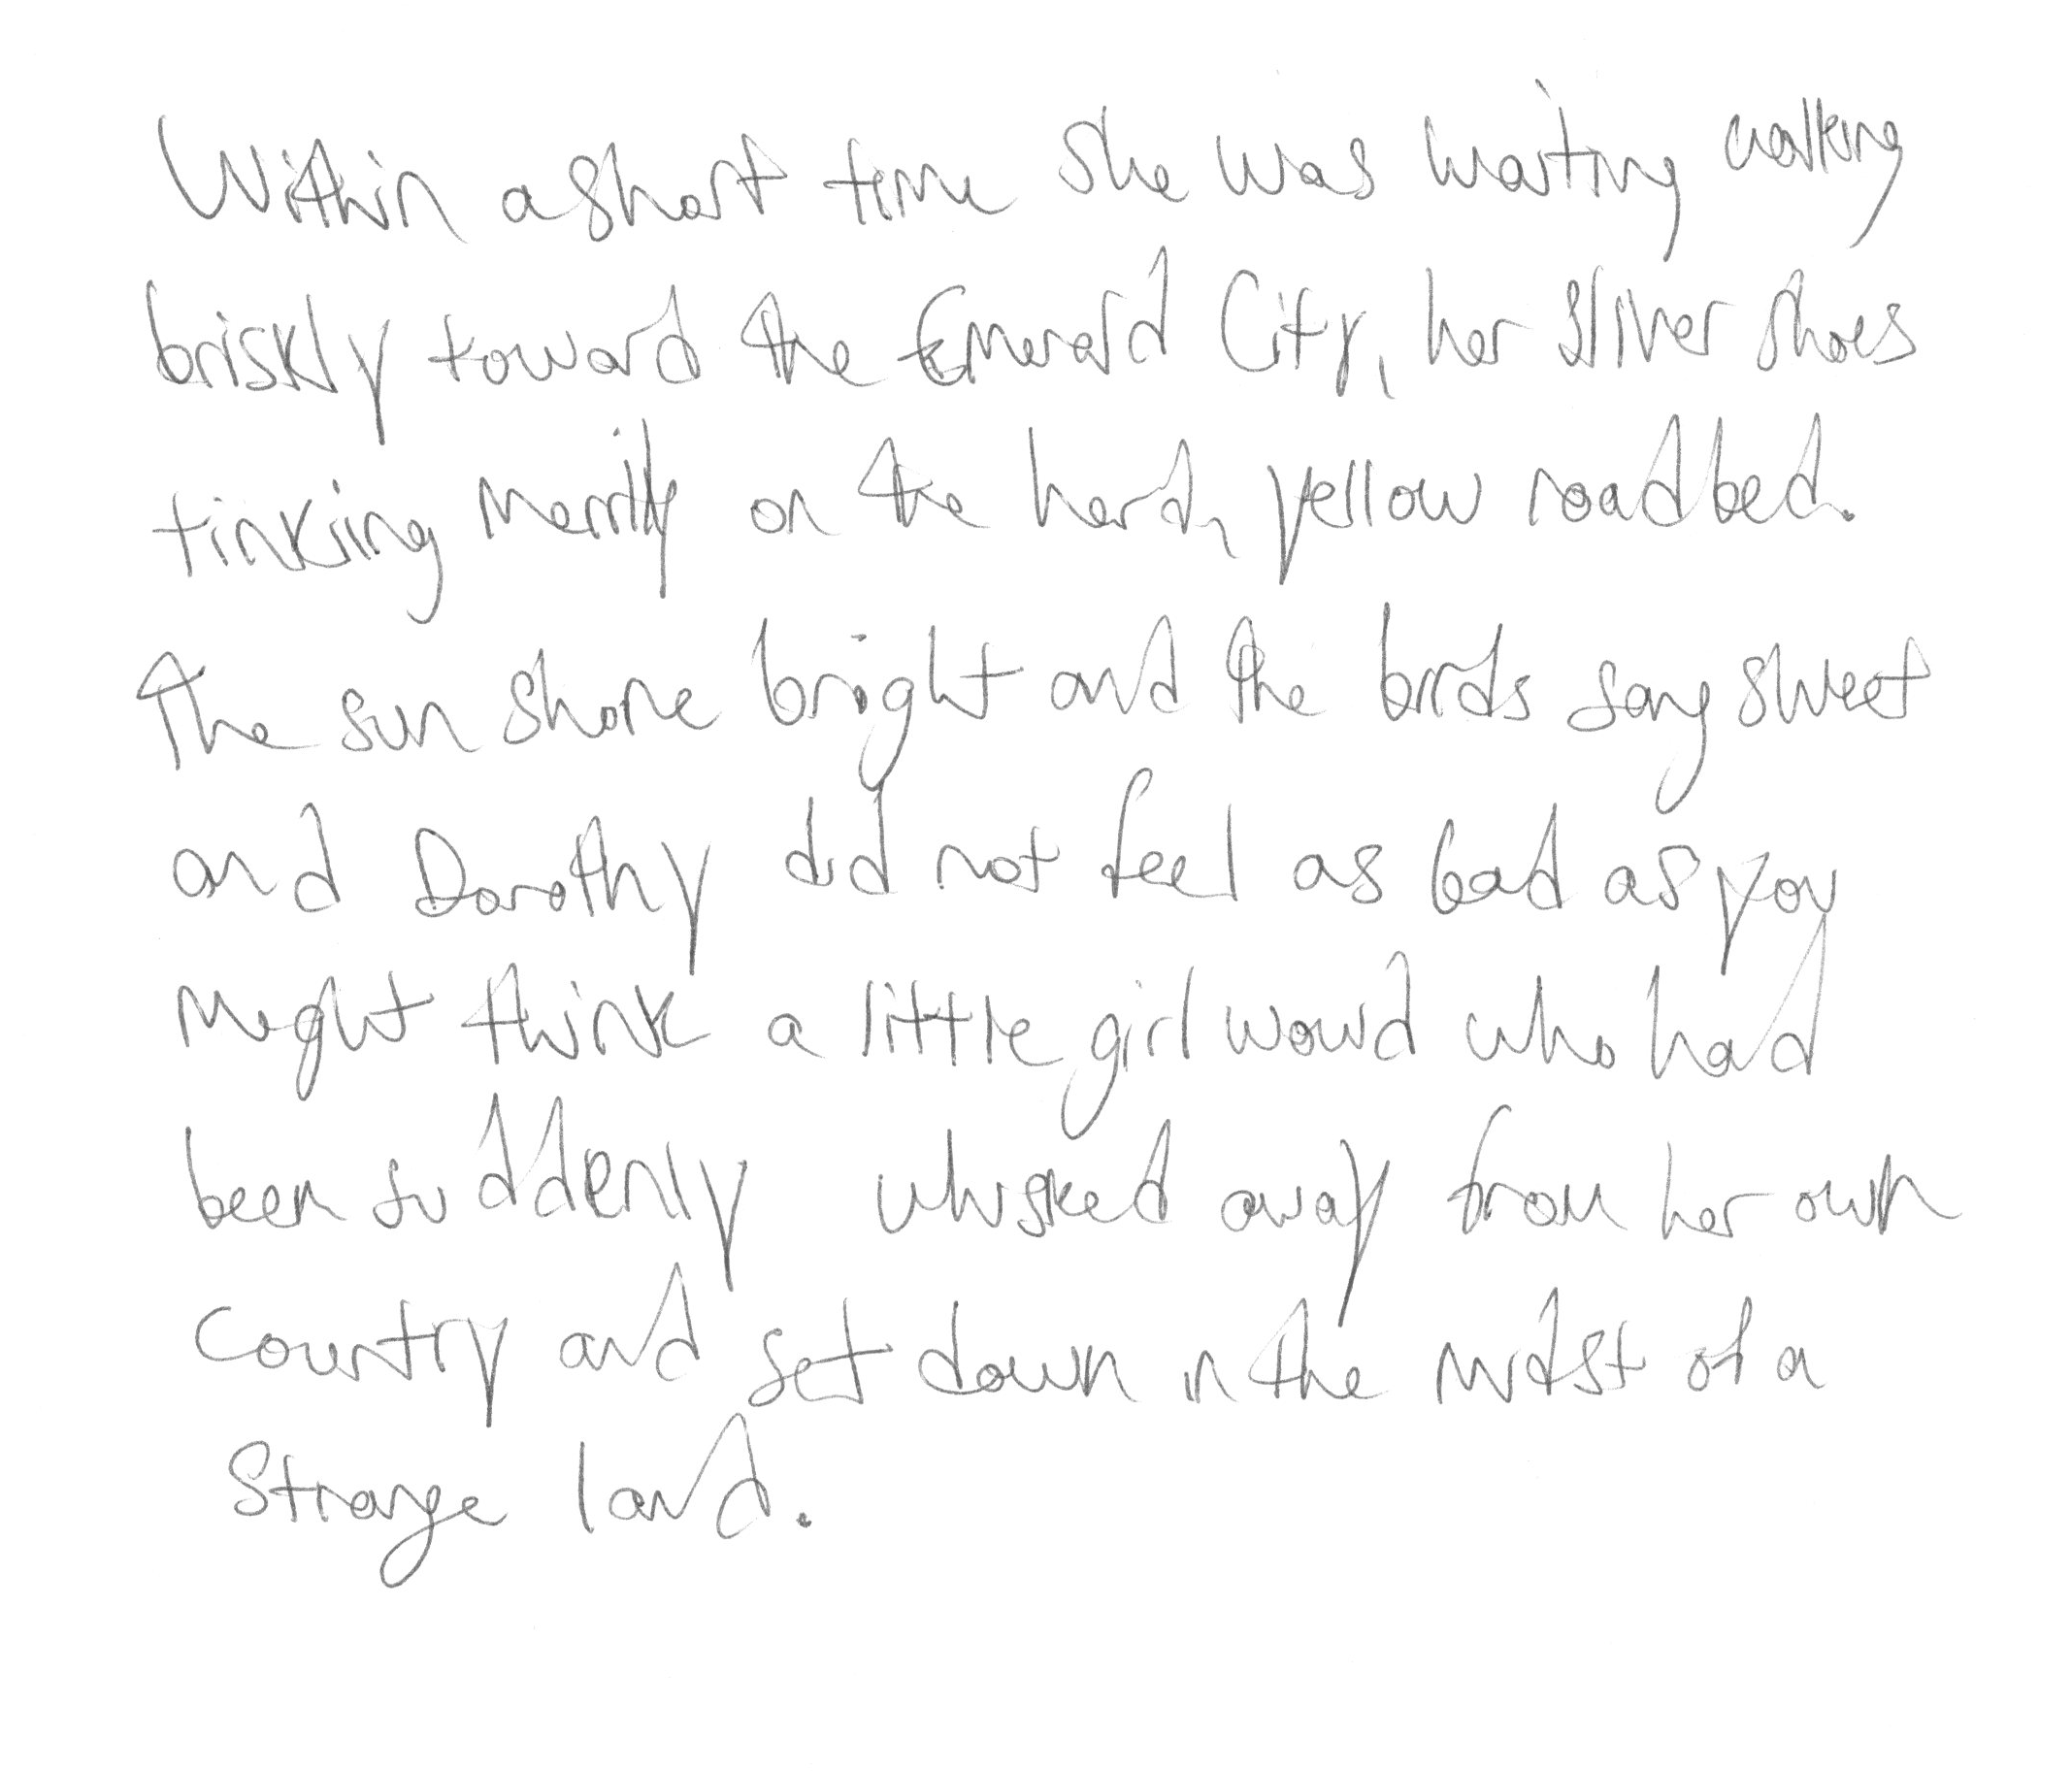 Within a short time she was waiting walking
briskly toward the Emerald City, her sliver shoes
tinkiing merrily on the hard, yellow roadbed.
The sun shone bright and the birds sang sweet
and Dorothy did not feel as bad as you
might think a little girl would who had
been suddenly whisked away from her own
country and set down in the midst of a
strange land.